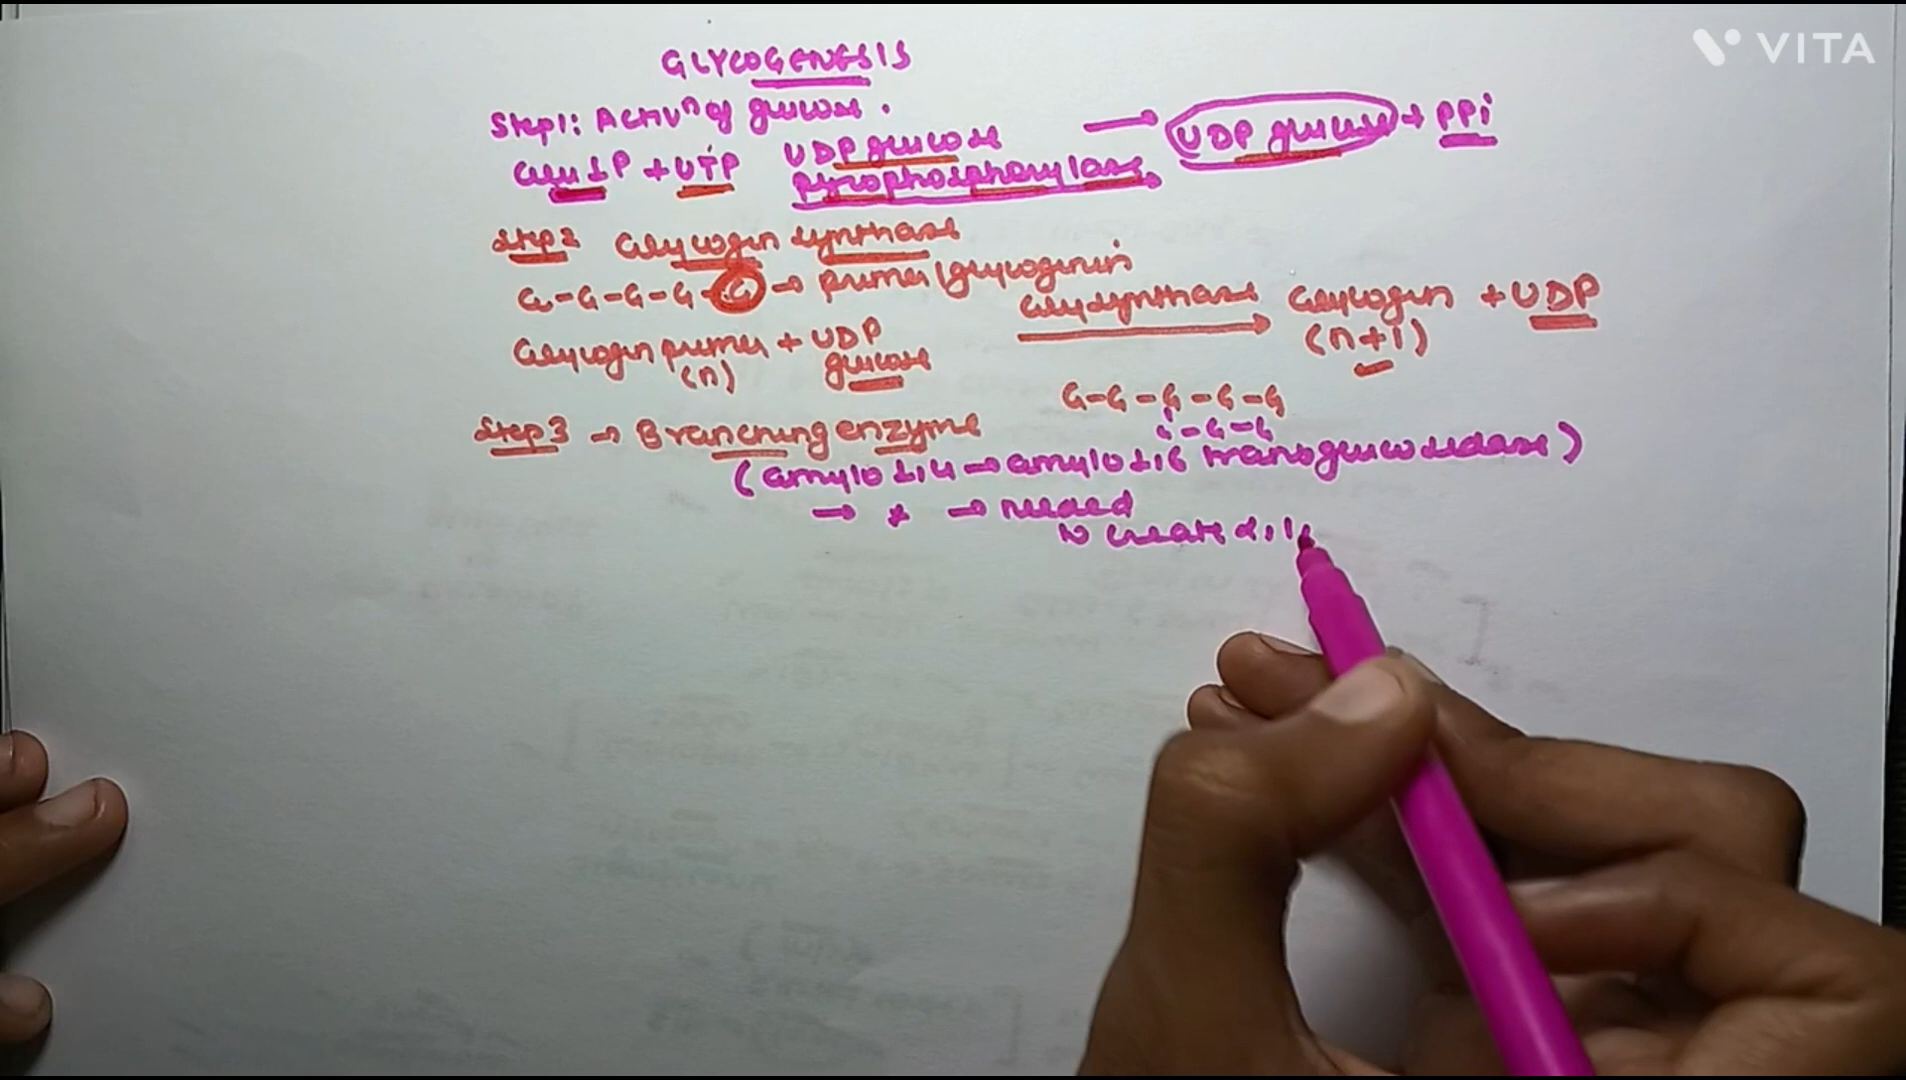 VITA
GLYCOGENESIS
Step1: Activⁿ of glucose.
Glu 1P + UTP UDP glucose pyrophosphorylase → UDP glucose + PPi
Step2 Glycogen synthase
G-G-G-G-G → primer (glycogenin
Glycogen primer (n) + UDP glucose Gly synthase → Glycogen (n+1) + UDP
G-G-G-G-G
G-G-G
Step3 → Branching enzyme
(amylo 1,4 → amylo 1,6 transglucosidase)
→ * → needed
to create α 1,6